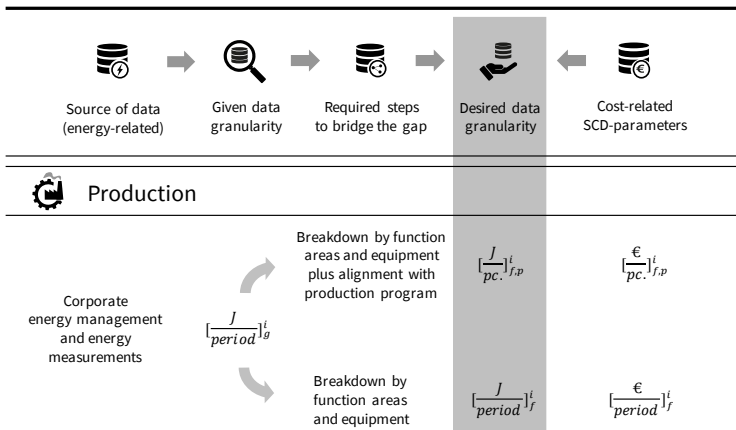 Source of data
(energy-related)
Given data
granularity
Required steps
to bridge the gap
Desired data
granularity
Cost-related
SCD-parameters
€
Production
Corporate
energy management
and energy
measurements
[J/period]^i_g
Breakdown by function
areas and equipment
plus alignment with
production program
[J/pc.]^i_f,p
[€/pc.]^i_f,p
Breakdown by
function areas
and equipment
[J/period]^i_f
[€/period]^i_f